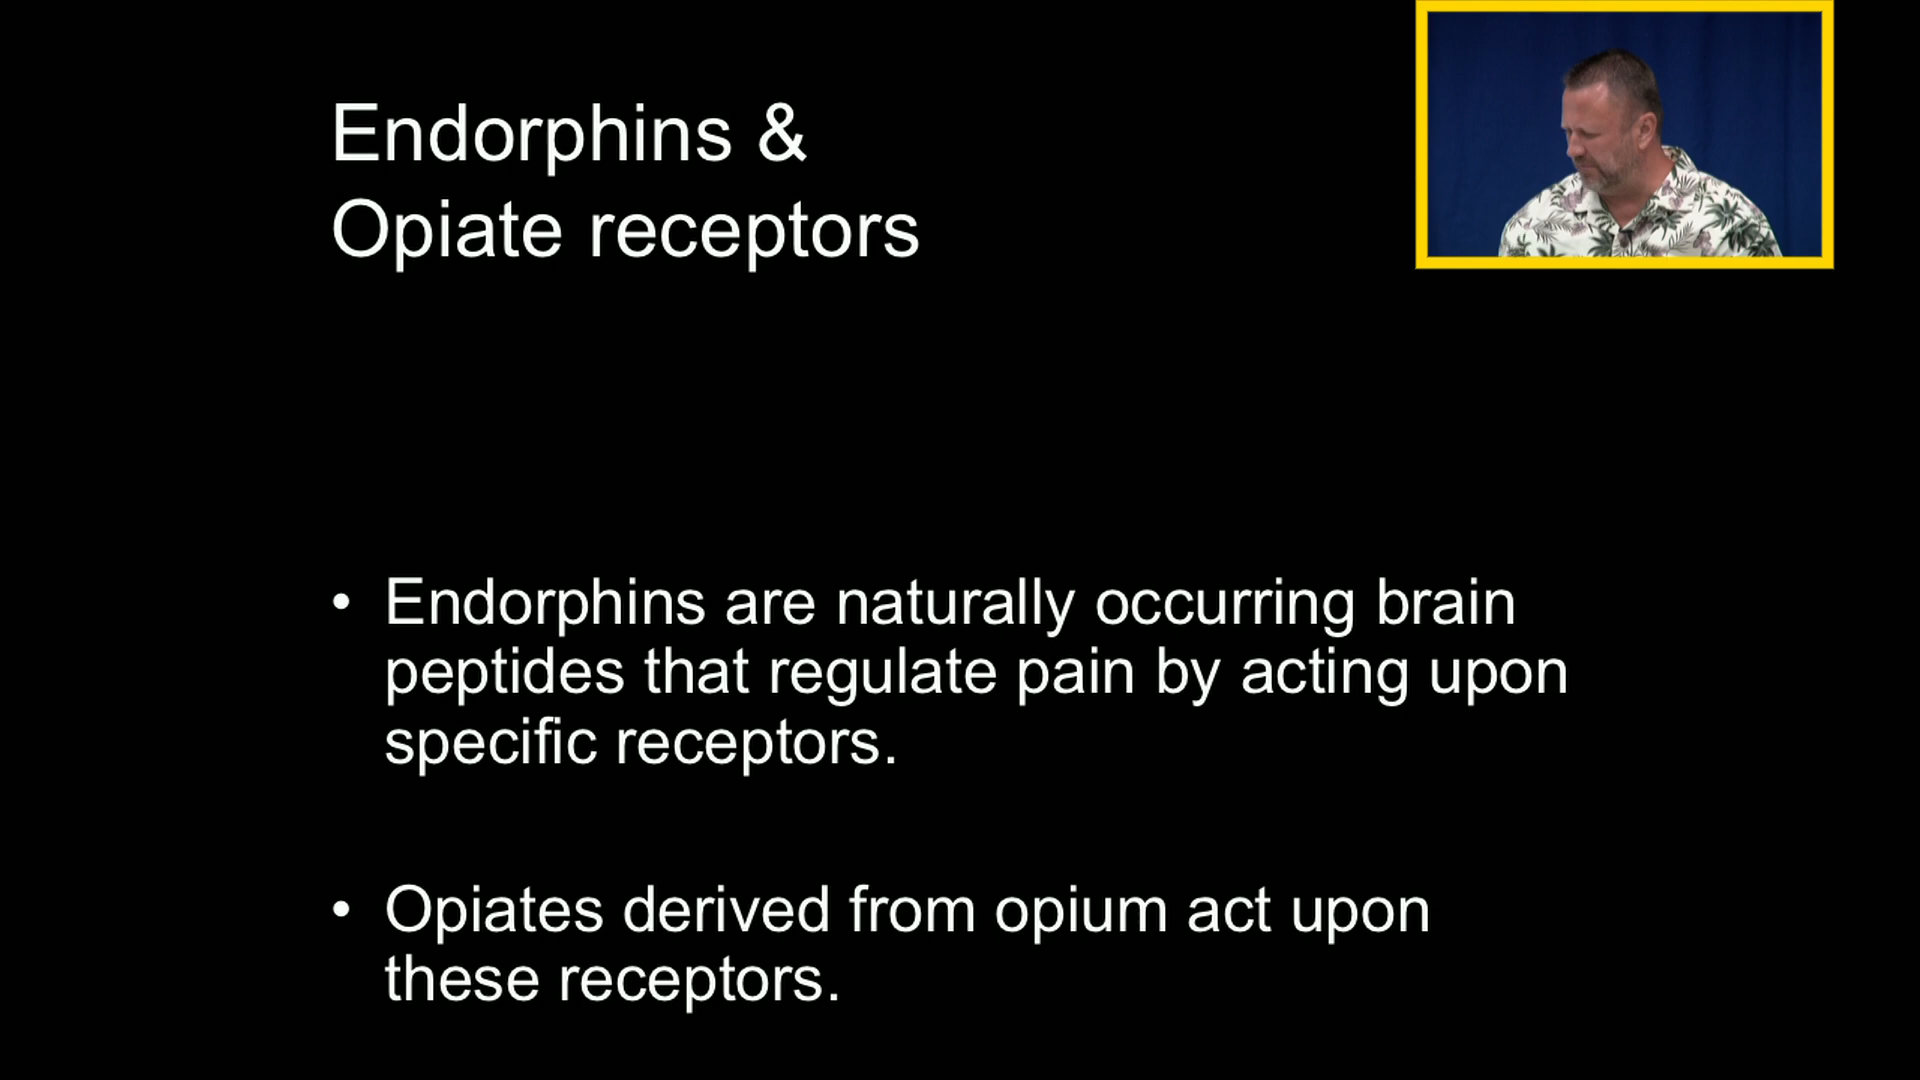 Endorphins &
Opiate receptors
• Endorphins are naturally occurring brain
peptides that regulate pain by acting upon
specific receptors.
• Opiates derived from opium act upon
these receptors.